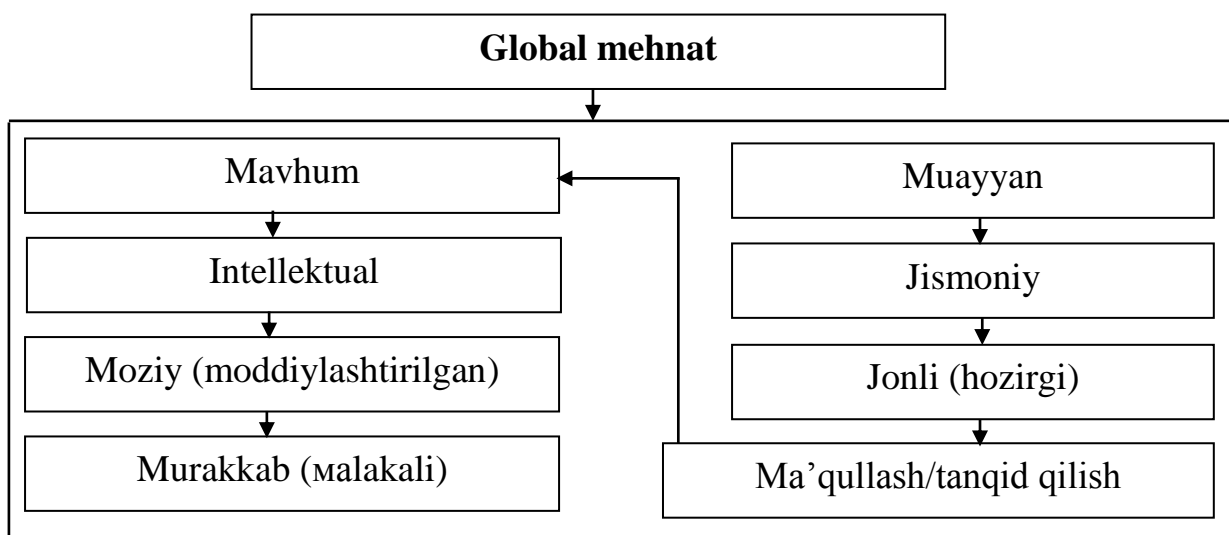 Global mehnat
Mavhum
Intellektual
Moziy (moddiylashtirilgan)
Murakkab (мalakali)
Muayyan
Jismoniy
Jonli (hozirgi)
Ma’qullash/tanqid qilish